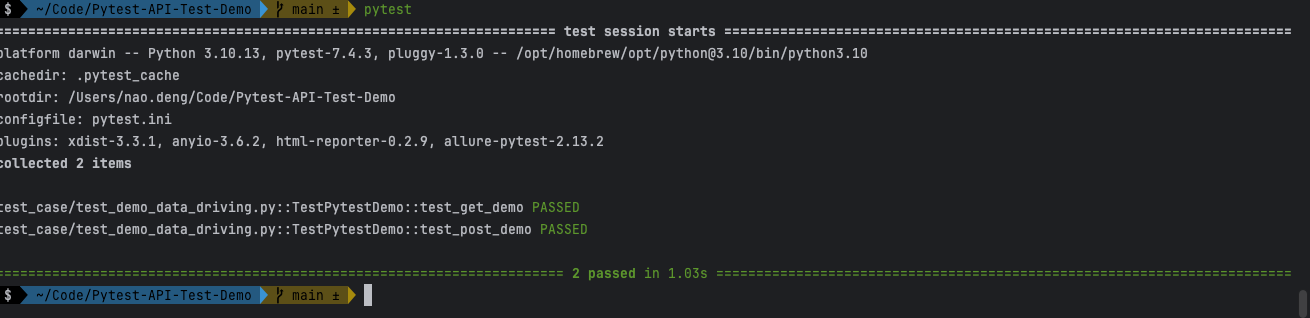 $ ~/Code/Pytest-API-Test-Demo main ± pytest
======================================================================= test session starts =======================================================================
platform darwin -- Python 3.10.13, pytest-7.4.3, pluggy-1.3.0 -- /opt/homebrew/opt/python@3.10/bin/python3.10
cachedir: .pytest_cache
rootdir: /Users/nao.deng/Code/Pytest-API-Test-Demo
configfile: pytest.ini
plugins: xdist-3.3.1, anyio-3.6.2, html-reporter-0.2.9, allure-pytest-2.13.2
collected 2 items
test_case/test_demo_data_driving.py::TestPytestDemo::test_get_demo PASSED
test_case/test_demo_data_driving.py::TestPytestDemo::test_post_demo PASSED
======================================================================== 2 passed in 1.03s ========================================================================
$ ~/Code/Pytest-API-Test-Demo main ±